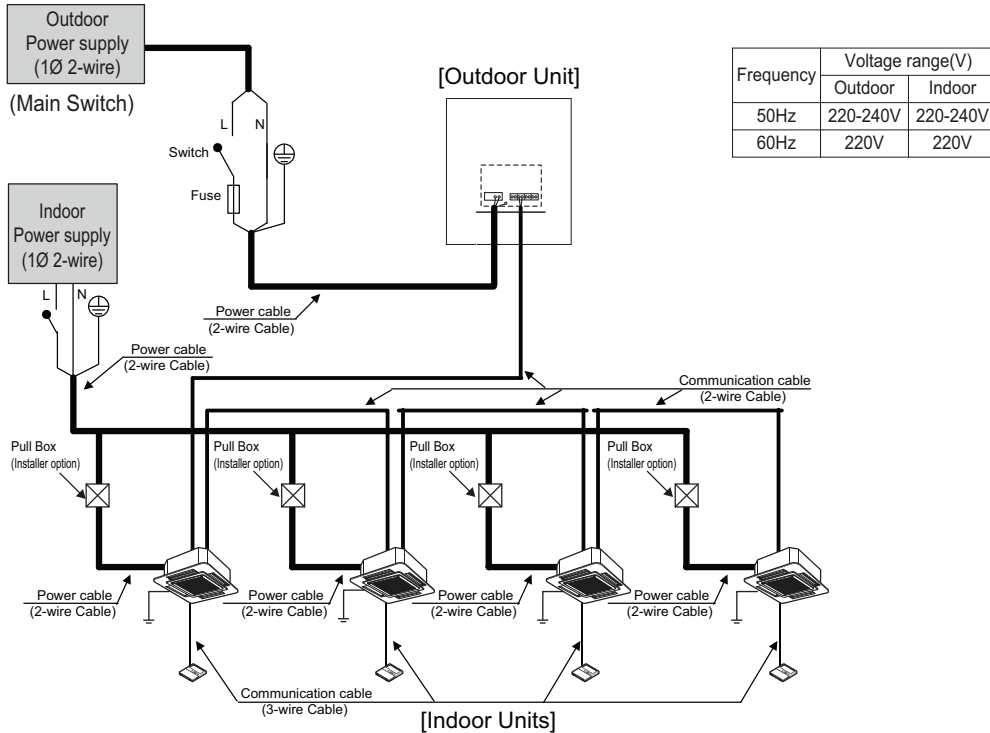 Outdoor
Power supply
(1Ø 2-wire)
(Main Switch)
[Outdoor Unit]
Frequency
Voltage range(V)
Outdoor Indoor
50Hz 220-240V 220-240V
60Hz 220V 220V
L N
Switch
Fuse
Indoor
Power supply
(1Ø 2-wire)
L N
Power cable
(2-wire Cable)
Power cable
(2-wire Cable)
Communication cable
(2-wire Cable)
Pull Box
(Installer option)
Pull Box
(Installer option)
Pull Box
(Installer option)
Pull Box
(Installer option)
Power cable
(2-wire Cable)
Power cable
(2-wire Cable)
Power cable
(2-wire Cable)
Power cable
(2-wire Cable)
Communication cable
(3-wire Cable)
[Indoor Units]